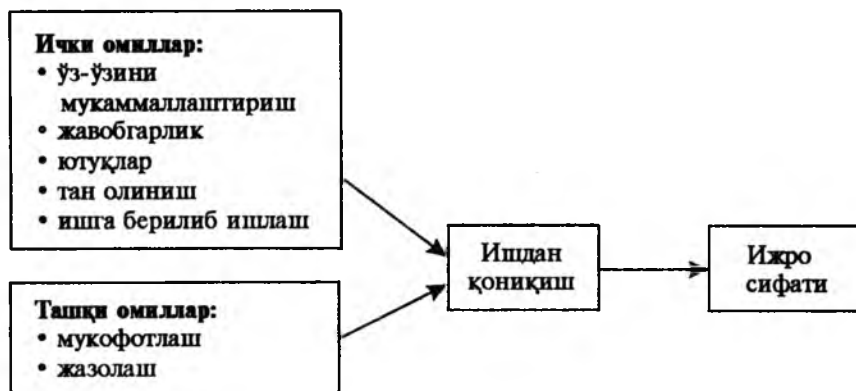 Ички омиллар:
• ўз-ўзини
мукаммаллаштириш
• жавобгарлик
• ютуқлар
• тан олиниш
• ишга берилиб ишлаш
Ташқи омиллар:
• мукофотлаш
• жазолаш
Ишдан
қониқиш
Ижро
сифати